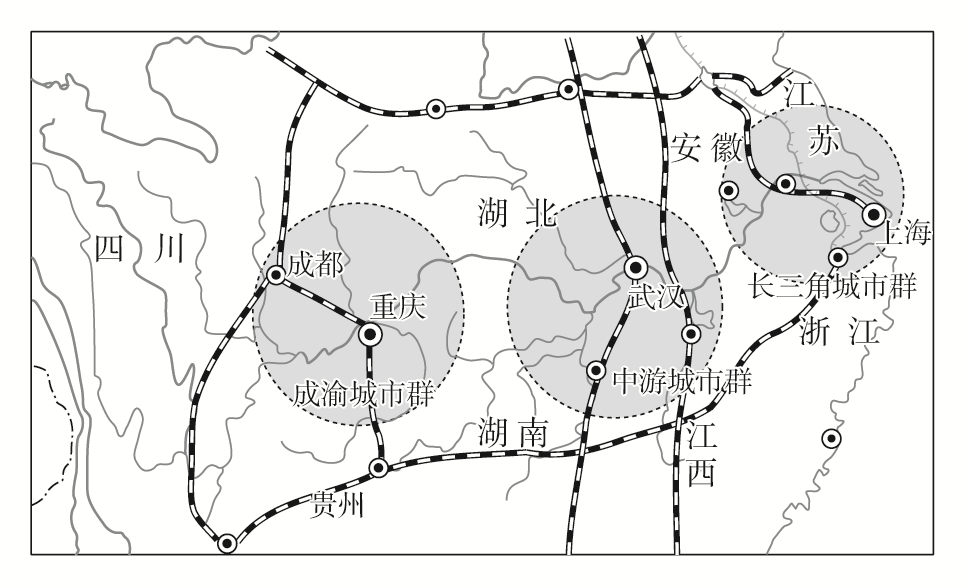 江
苏
安徽
湖北
上海
四川
成都
长三角城市群
武汉
重庆
浙江
中游城市群
成渝城市群
湖南
江
西
贵州